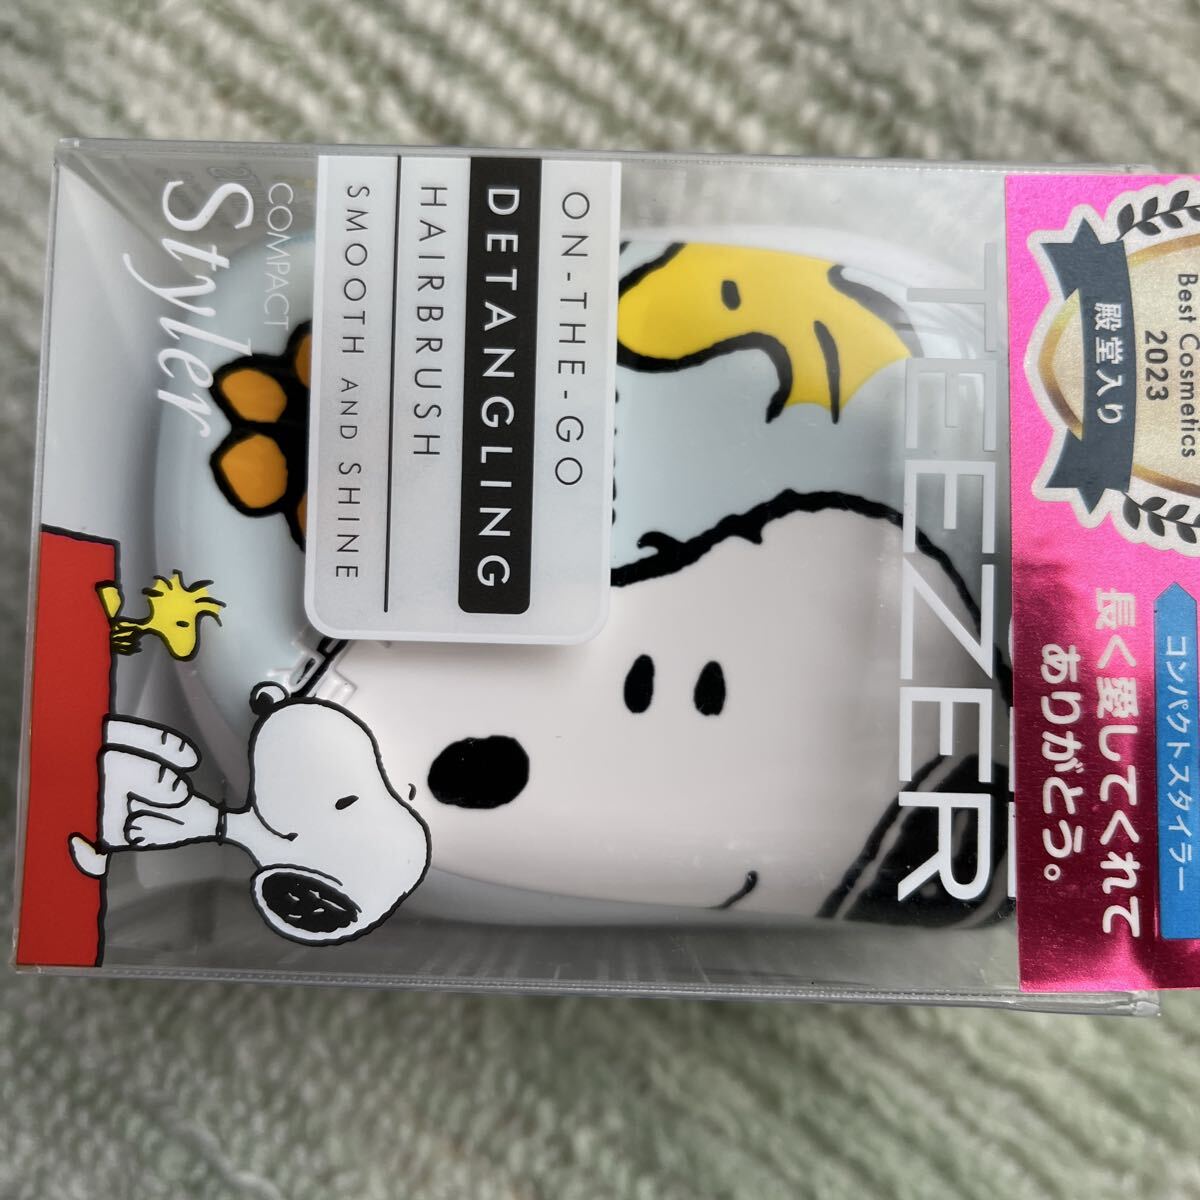 Best Cosmetics
2023
殿堂入り
コンパクトスタイラー
長く愛してくれて
ありがとう。
TEEZER
ON-THE-GO
DETANGLING
HAIRBRUSH
SMOOTH AND SHINE
COMPACT
Styler